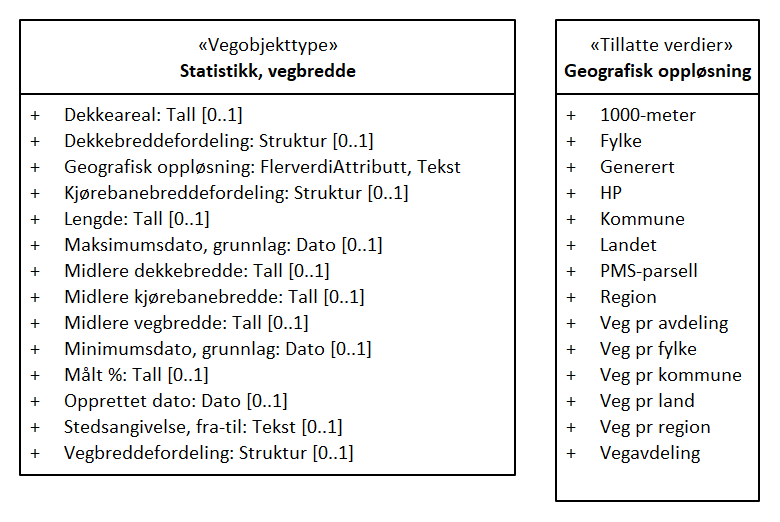 «Vegobjekttype»
Statistikk, vegbredde
+ Dekkeareal: Tall [0..1]
+ Dekkebreddefordeling: Struktur [0..1]
+ Geografisk oppløsning: FlerverdiAttributt, Tekst
+ Kjørebanebreddefordeling: Struktur [0..1]
+ Lengde: Tall [0..1]
+ Maksimumsdato, grunnlag: Dato [0..1]
+ Midlere dekkebredde: Tall [0..1]
+ Midlere kjørebanebredde: Tall [0..1]
+ Midlere vegbredde: Tall [0..1]
+ Minimumsdato, grunnlag: Dato [0..1]
+ Målt %: Tall [0..1]
+ Opprettet dato: Dato [0..1]
+ Stedsangivelse, fra-til: Tekst [0..1]
+ Vegbreddefordeling: Struktur [0..1]
«Tillatte verdier»
Geografisk oppløsning
+ 1000-meter
+ Fylke
+ Generert
+ HP
+ Kommune
+ Landet
+ PMS-parsell
+ Region
+ Veg pr avdeling
+ Veg pr fylke
+ Veg pr kommune
+ Veg pr land
+ Veg pr region
+ Vegavdeling